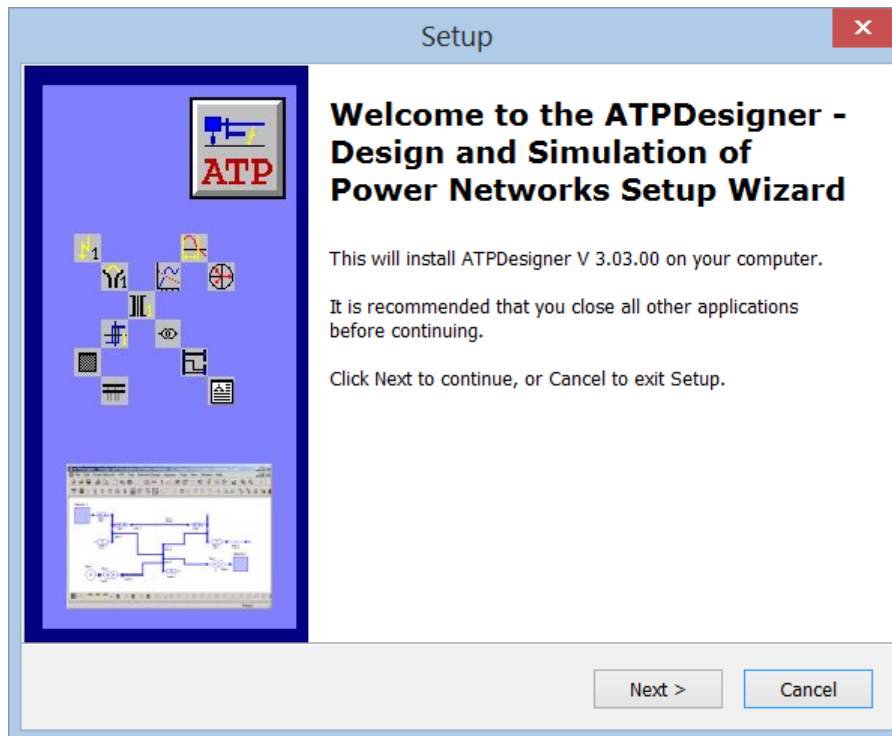 Setup
ATP
Welcome to the ATPDesigner -
Design and Simulation of
Power Networks Setup Wizard
This will install ATPDesigner V 3.03.00 on your computer.
It is recommended that you close all other applications
before continuing.
Click Next to continue, or Cancel to exit Setup.
Next >
Cancel